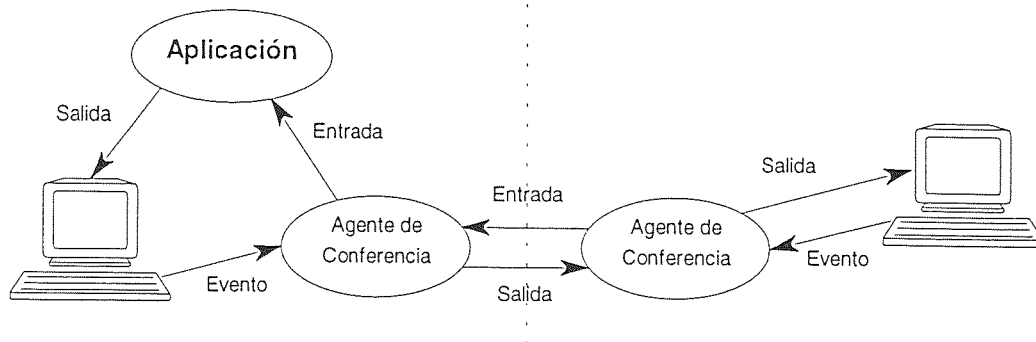 Aplicación
Salida
Entrada
Salida
Entrada
Agente de
Conferencia
Agente de
Conferencia
Evento
Evento
Salida